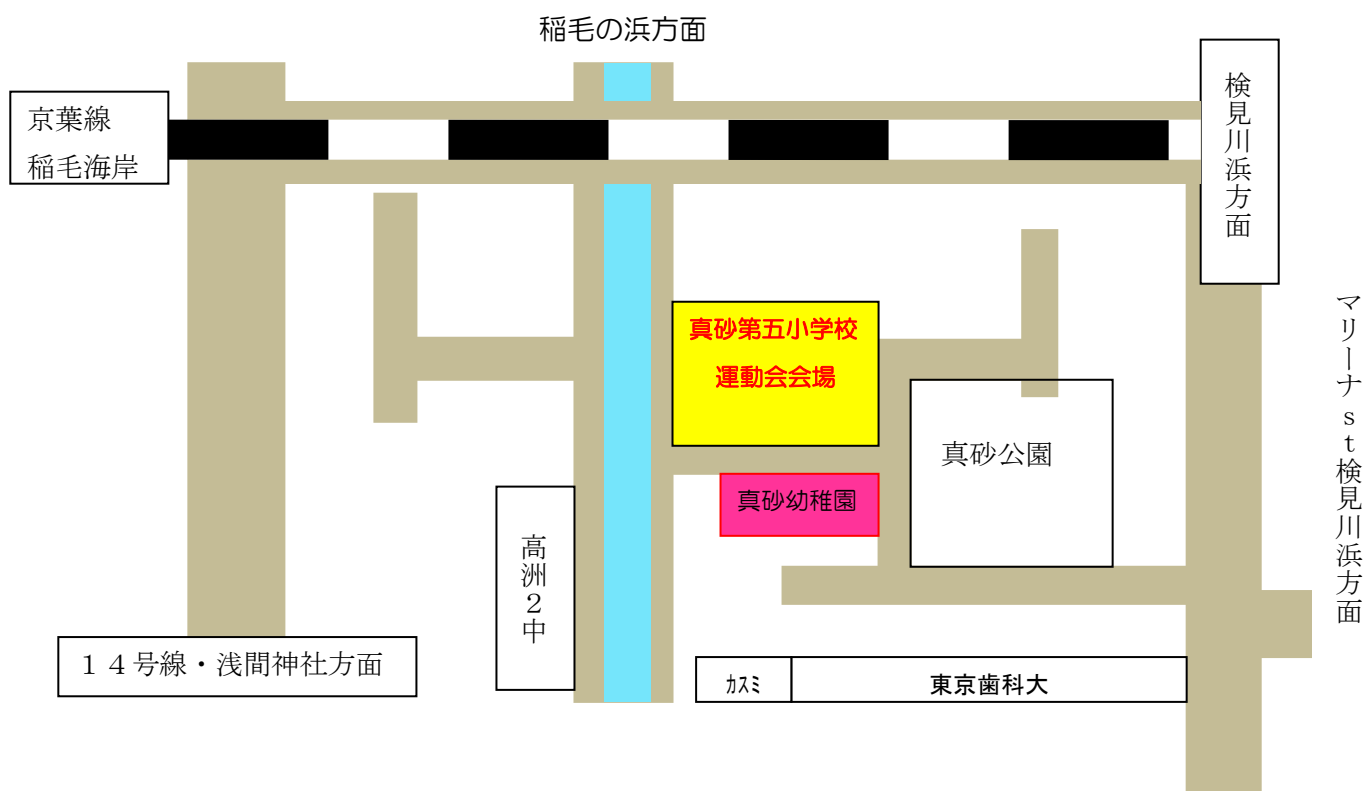 稲毛の浜方面
京葉線
稲毛海岸
検見川浜方面
マリーナｓｔ検見川浜方面
真砂第五小学校
運動会会場
真砂公園
真砂幼稚園
高洲２中
１４号線・浅間神社方面
ｶｽﾐ
東京歯科大